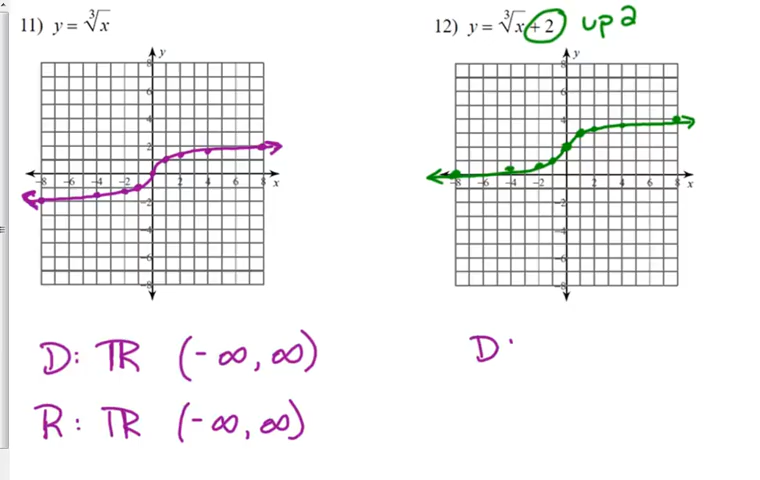 11) y = ∛x
12) y = ∛x + 2 up 2
y
8
6
4
2
-8 -6 -4 -2 2 4 6 8 x
-2
-4
-6
-8
y
8
6
4
-8 -6 -4 -2 2 4 6 8 x
-2
-4
-6
-8
D: ℝ (-∞, ∞)
R: ℝ (-∞, ∞)
D: